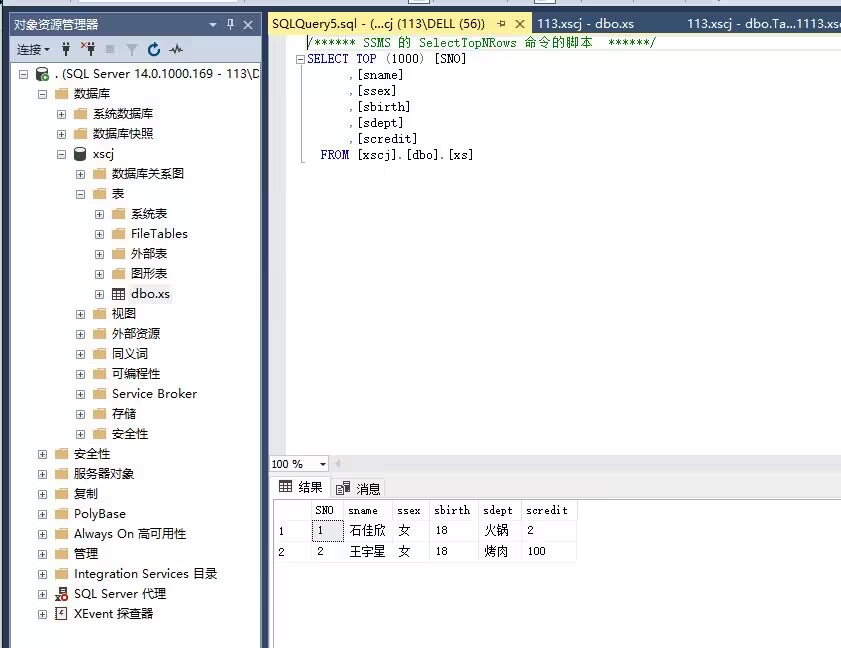 对象资源管理器
连接
. (SQL Server 14.0.1000.169 - 113\D
数据库
系统数据库
数据库快照
xscj
数据库关系图
表
系统表
FileTables
外部表
图形表
dbo.xs
视图
外部资源
同义词
可编程性
Service Broker
存储
安全性
安全性
服务器对象
复制
PolyBase
Always On 高可用性
管理
Integration Services 目录
SQL Server 代理
XEvent 探查器
SQLQuery5.sql - (...cj (113\DELL (56)) 113.xscj - dbo.xs 113.xscj - dbo.Ta...1113.xsc
/****** SSMS 的 SelectTopNRows 命令的脚本 ******/
SELECT TOP (1000) [SNO]
,[sname]
,[ssex]
,[sbirth]
,[sdept]
,[scredit]
FROM [xscj].[dbo].[xs]
100 %
结果 消息
SNO sname ssex sbirth sdept scredit
1 1 石佳欣 女 18 火锅 2
2 2 王宇星 女 18 烤肉 100